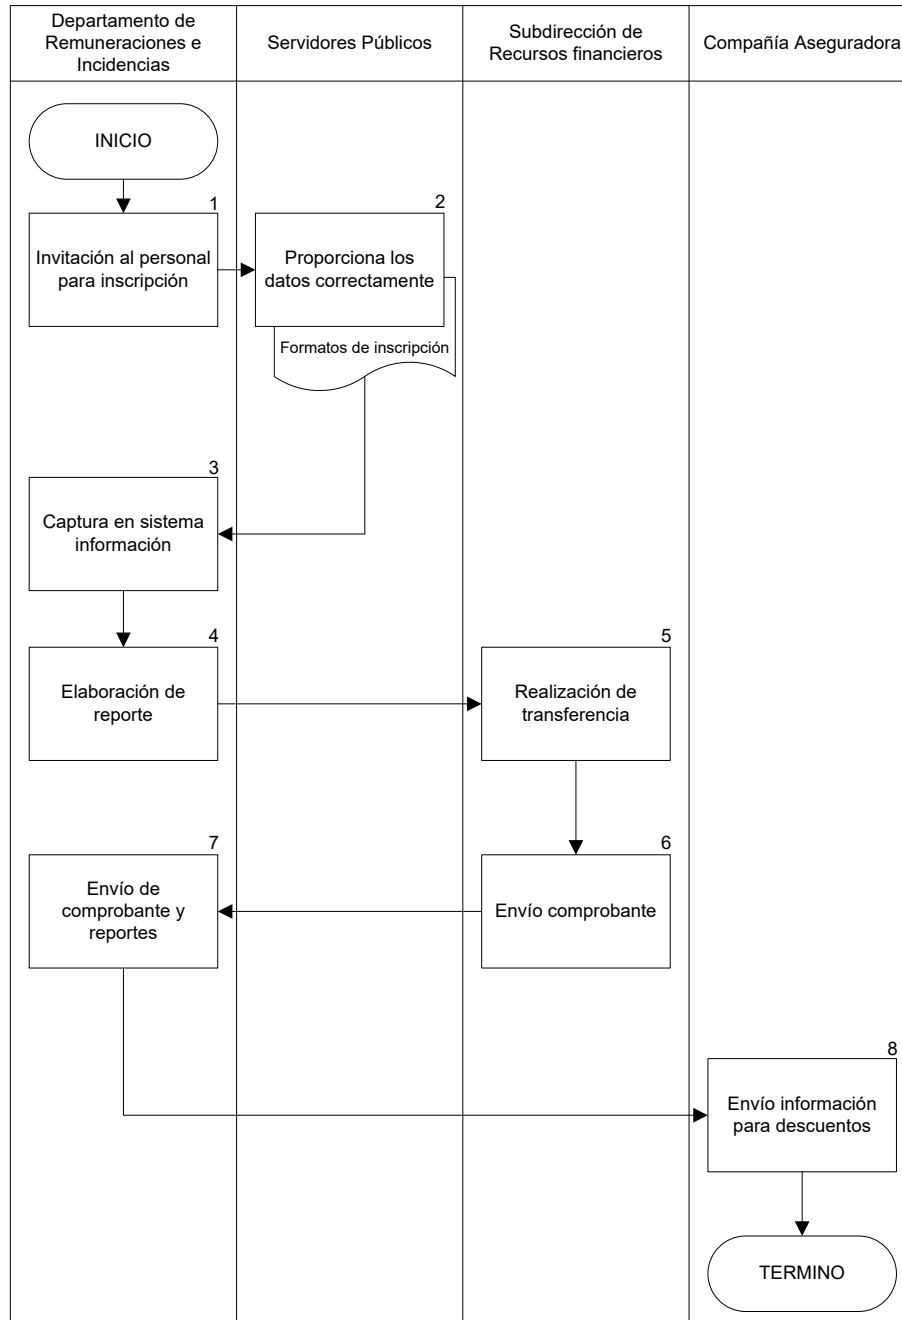 Departamento de
Remuneraciones e
Incidencias
Servidores Públicos
Subdirección de
Recursos financieros
Compañía Aseguradora
INICIO
1
Invitación al personal
para inscripción
2
Proporciona los
datos correctamente
Formatos de inscripción
3
Captura en sistema
información
4
Elaboración de
reporte
5
Realización de
transferencia
6
Envío comprobante
7
Envío de
comprobante y
reportes
8
Envío información
para descuentos
TERMINO